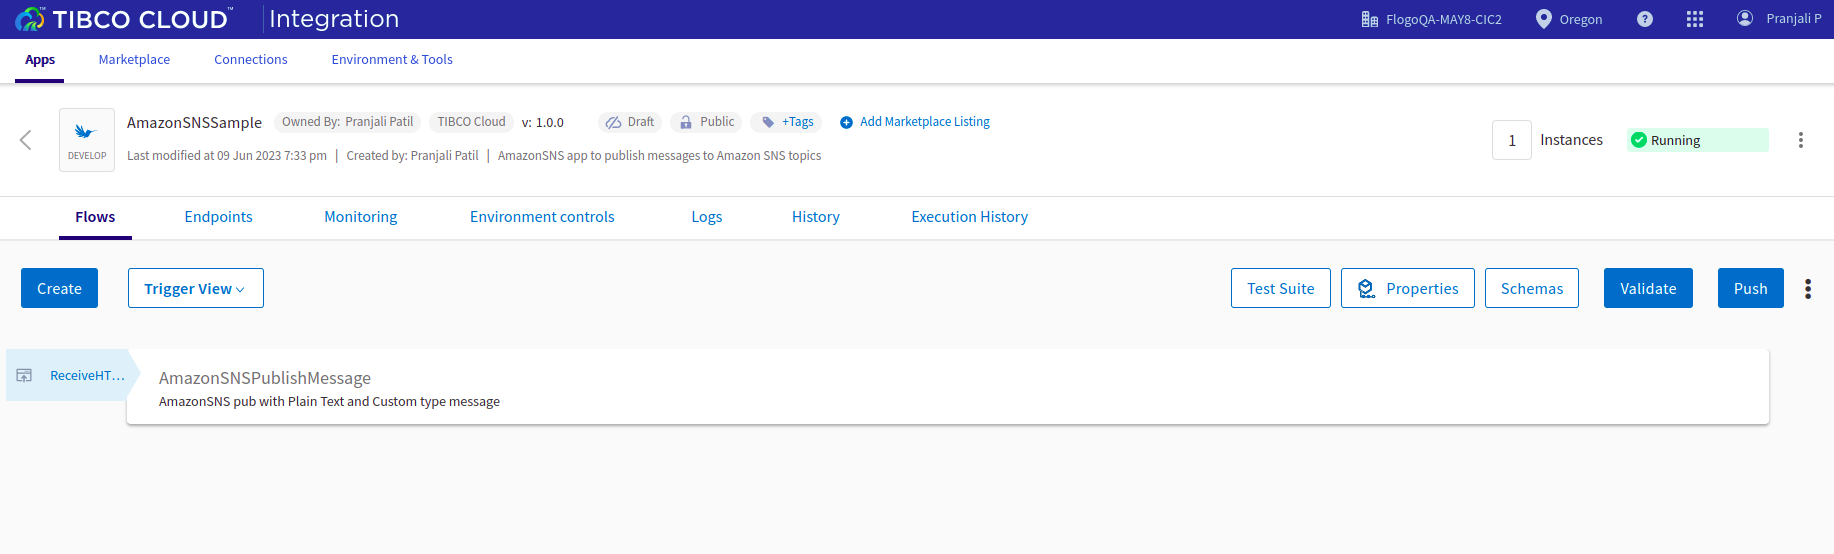 TIBCO CLOUD™ Integration FlogoQA-MAY8-CIC2 Oregon ? Pranjali P
Apps Marketplace Connections Environment & Tools
AmazonSNSSample Owned By: Pranjali Patil TIBCO Cloud v: 1.0.0 Draft Public +Tags Add Marketplace Listing
DEVELOP
Last modified at 09 Jun 2023 7:33 pm | Created by: Pranjali Patil | AmazonSNS app to publish messages to Amazon SNS topics
1 Instances Running
Flows Endpoints Monitoring Environment controls Logs History Execution History
Create Trigger View Test Suite Properties Schemas Validate Push
ReceiveHT...
AmazonSNSPublishMessage
AmazonSNS pub with Plain Text and Custom type message